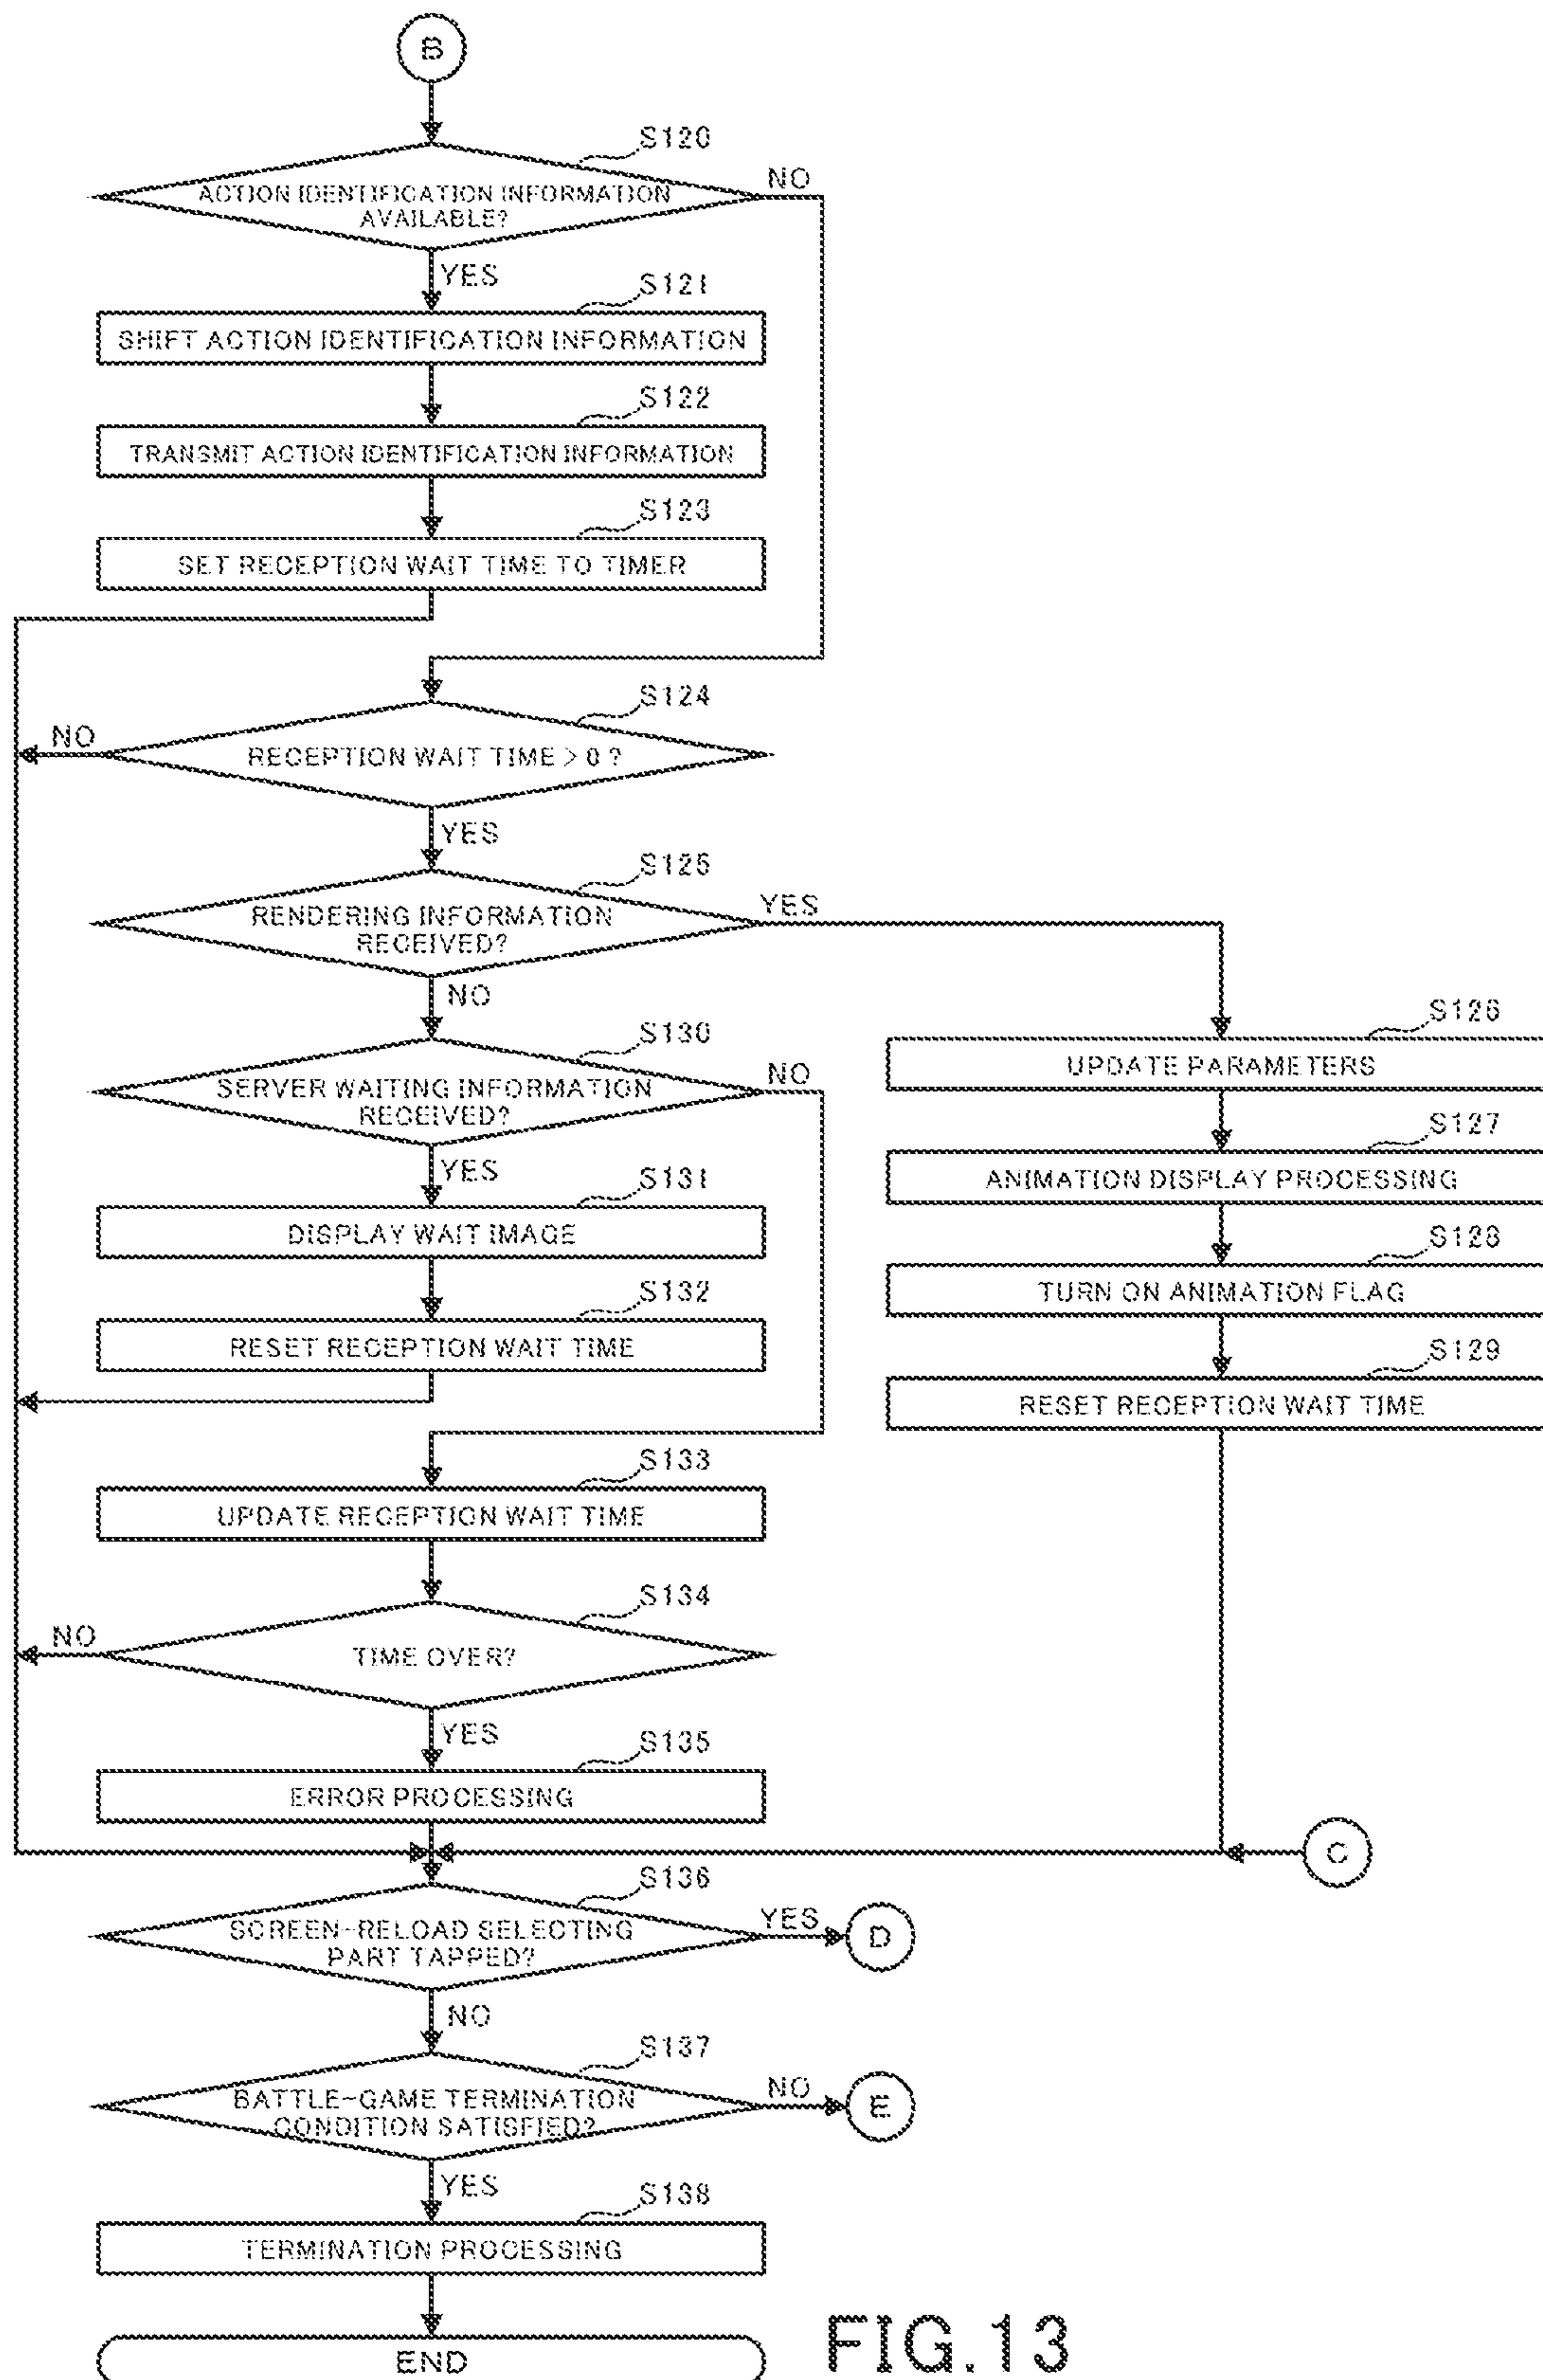 B
S120
ACTION IDENTIFICATION INFORMATION
AVAILABLE?
NO
YES
S121
SHIFT ACTION IDENTIFICATION INFORMATION
S122
TRANSMIT ACTION IDENTIFICATION INFORMATION
S123
SET RECEPTION WAIT TIME TO TIMER
S124
NO
RECEPTION WAIT TIME > 0 ?
YES
S125
RENDERING INFORMATION
RECEIVED?
YES
NO
S126
UPDATE PARAMETERS
S127
ANIMATION DISPLAY PROCESSING
S128
TURN ON ANIMATION FLAG
S129
RESET RECEPTION WAIT TIME
S130
SERVER WAITING INFORMATION
RECEIVED?
NO
YES
S131
DISPLAY WAIT IMAGE
S132
RESET RECEPTION WAIT TIME
S133
UPDATE RECEPTION WAIT TIME
S134
NO
TIME OVER?
YES
S135
ERROR PROCESSING
C
S136
SCREEN-RELOAD SELECTING
PART TAPPED?
YES
D
NO
S137
BATTLE-GAME TERMINATION
CONDITION SATISFIED?
NO
E
YES
S138
TERMINATION PROCESSING
END
FIG.13